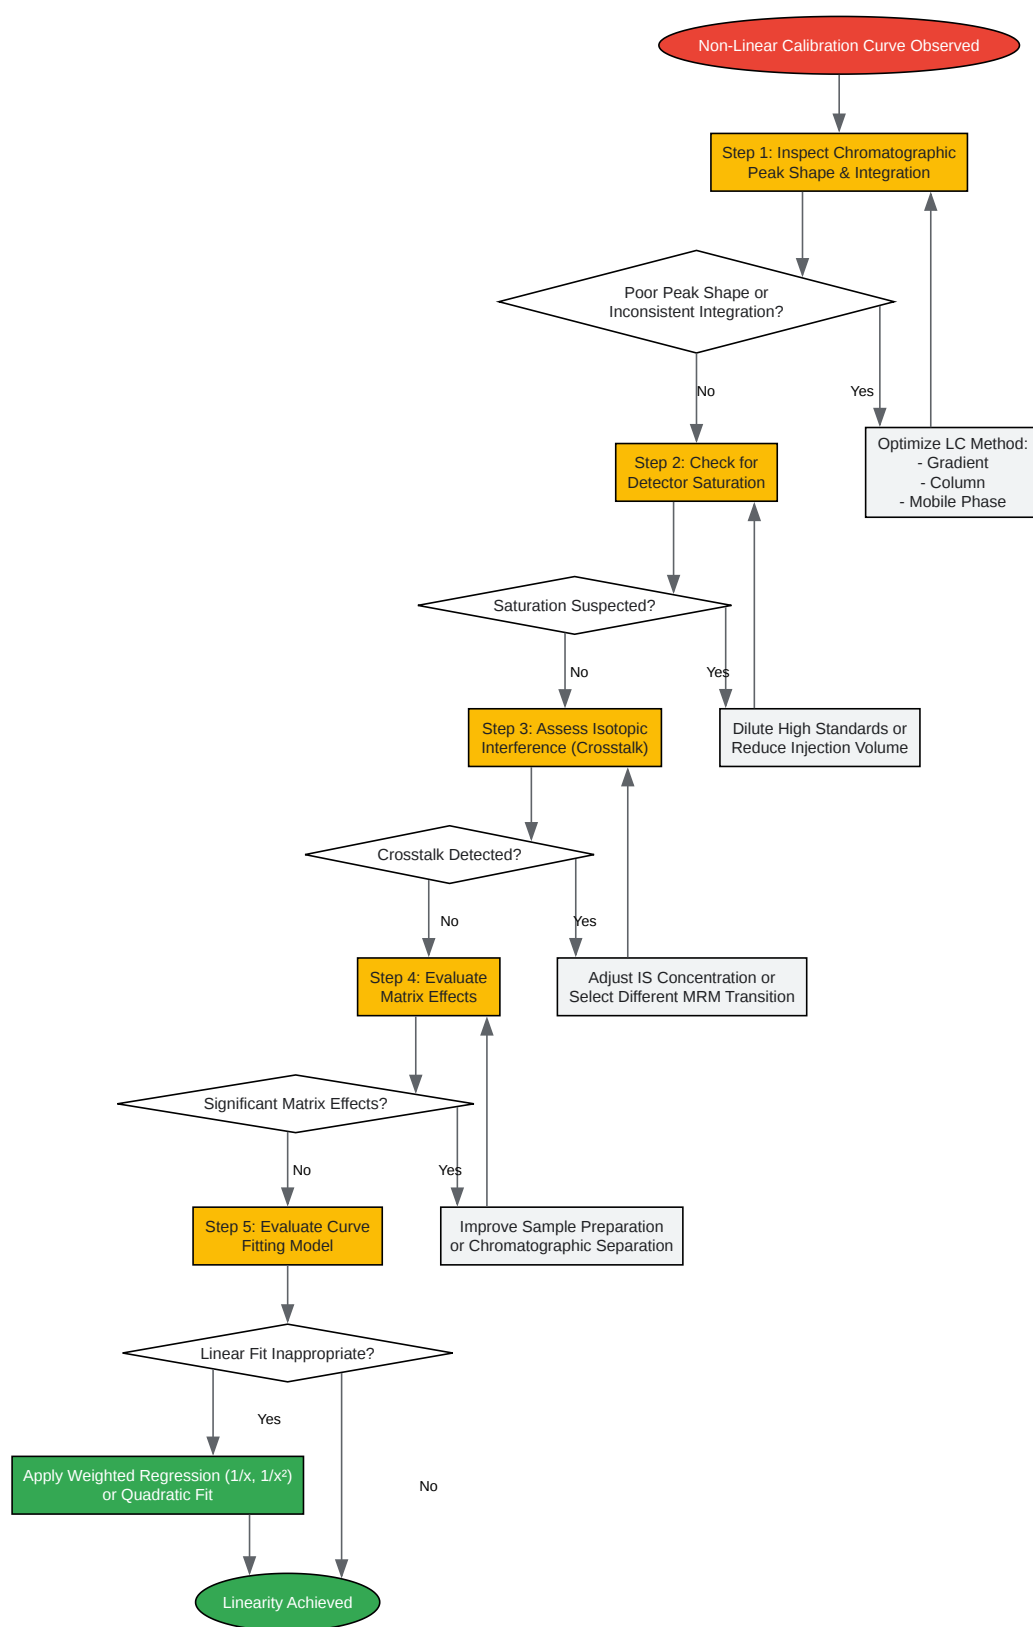 Non-Linear Calibration Curve Observed
Step 1: Inspect Chromatographic
Peak Shape & Integration
Poor Peak Shape or
Inconsistent Integration?
No
Yes
Optimize LC Method:
- Gradient
- Column
- Mobile Phase
Step 2: Check for
Detector Saturation
Saturation Suspected?
No
Yes
Step 3: Assess Isotopic
Interference (Crosstalk)
Dilute High Standards or
Reduce Injection Volume
Crosstalk Detected?
No
Yes
Step 4: Evaluate
Matrix Effects
Adjust IS Concentration or
Select Different MRM Transition
Significant Matrix Effects?
No
Yes
Step 5: Evaluate Curve
Fitting Model
Improve Sample Preparation
or Chromatographic Separation
Linear Fit Inappropriate?
Yes
No
Apply Weighted Regression (1/x, 1/x²)
or Quadratic Fit
Linearity Achieved